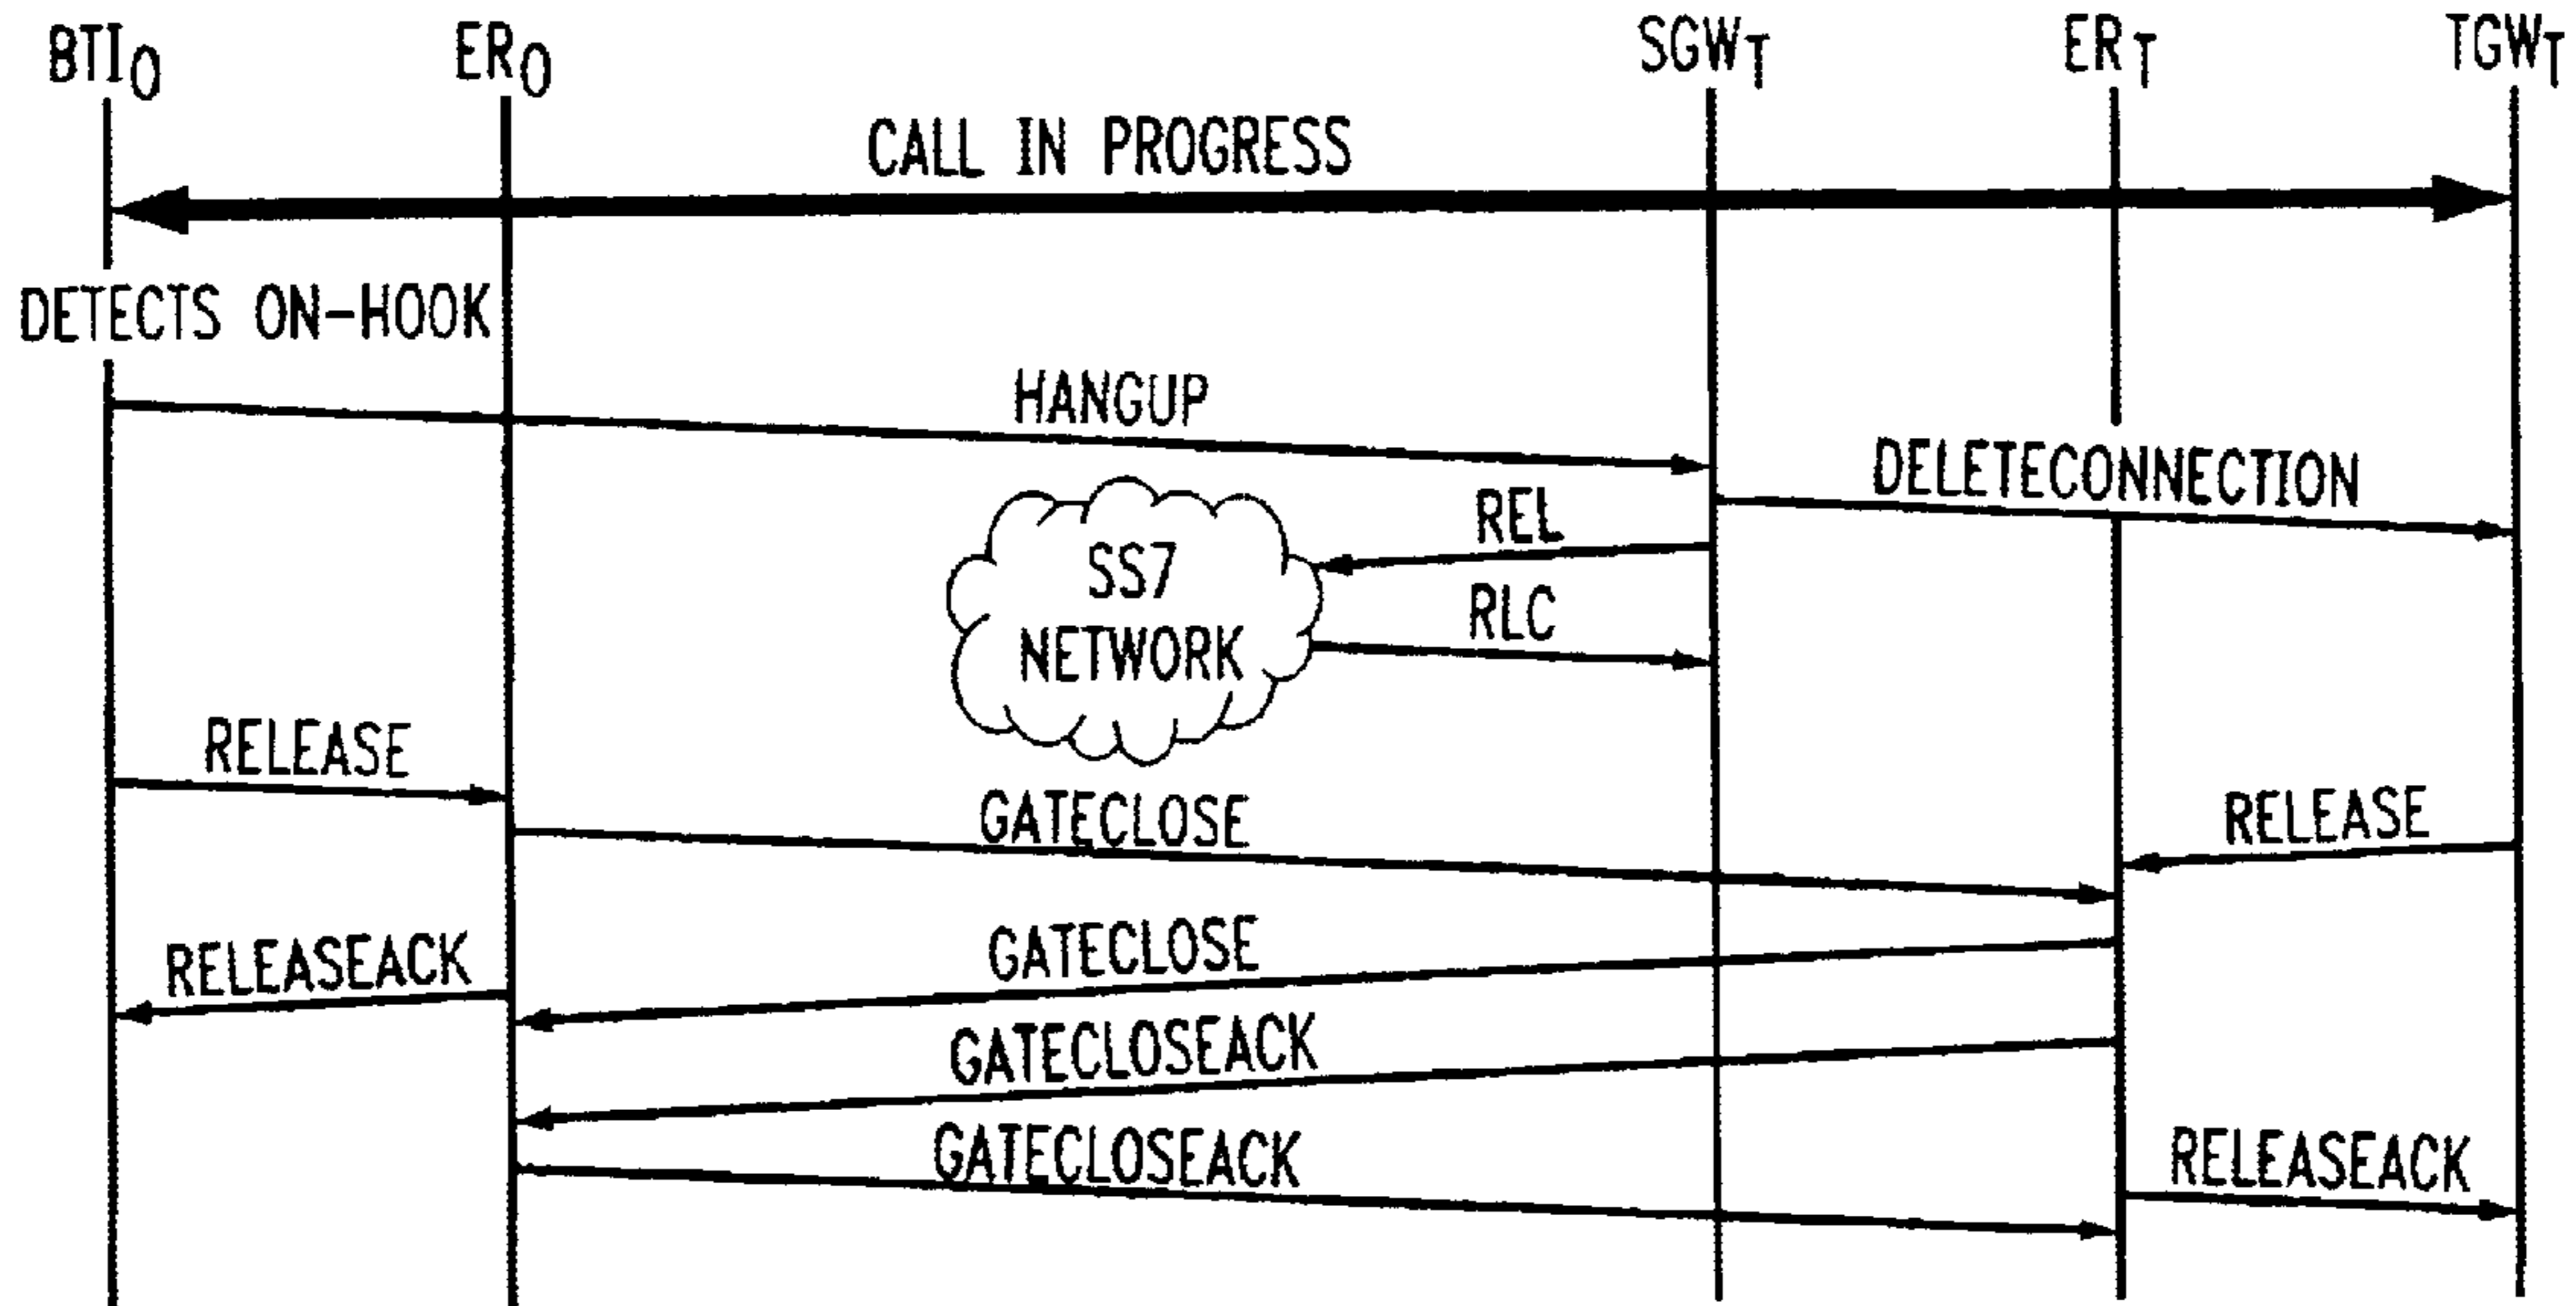 BTIO ERO SGWT ERT TGWT
CALL IN PROGRESS
DETECTS ON-HOOK
HANGUP
DELETECONNECTION
REL
SS7
NETWORK
RLC
RELEASE
GATECLOSE
RELEASE
GATECLOSE
RELEASEACK
GATECLOSEACK
GATECLOSEACK
RELEASEACK